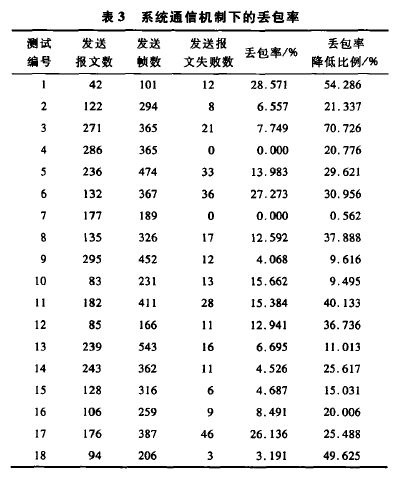 表 3 系统通信机制下的丢包率
测试 发送 发送 发送报 丢包率/% 丢包率
编号 报文数 帧数 文失败数 降低比例/%
1 42 101 12 28.571 54.286
2 122 294 8 6.557 21.337
3 271 365 21 7.749 70.726
4 286 365 0 0.000 20.776
5 236 474 33 13.983 29.621
6 132 367 36 27.273 30.956
7 177 189 0 0.000 0.562
8 135 326 17 12.592 37.888
9 295 452 12 4.068 9.616
10 83 231 13 15.662 9.495
11 182 411 28 15.384 40.133
12 85 166 11 12.941 36.736
13 239 543 16 6.695 11.013
14 243 362 11 4.526 25.617
15 128 316 6 4.687 15.031
16 106 259 9 8.491 20.006
17 176 387 46 26.136 25.488
18 94 206 3 3.191 49.625